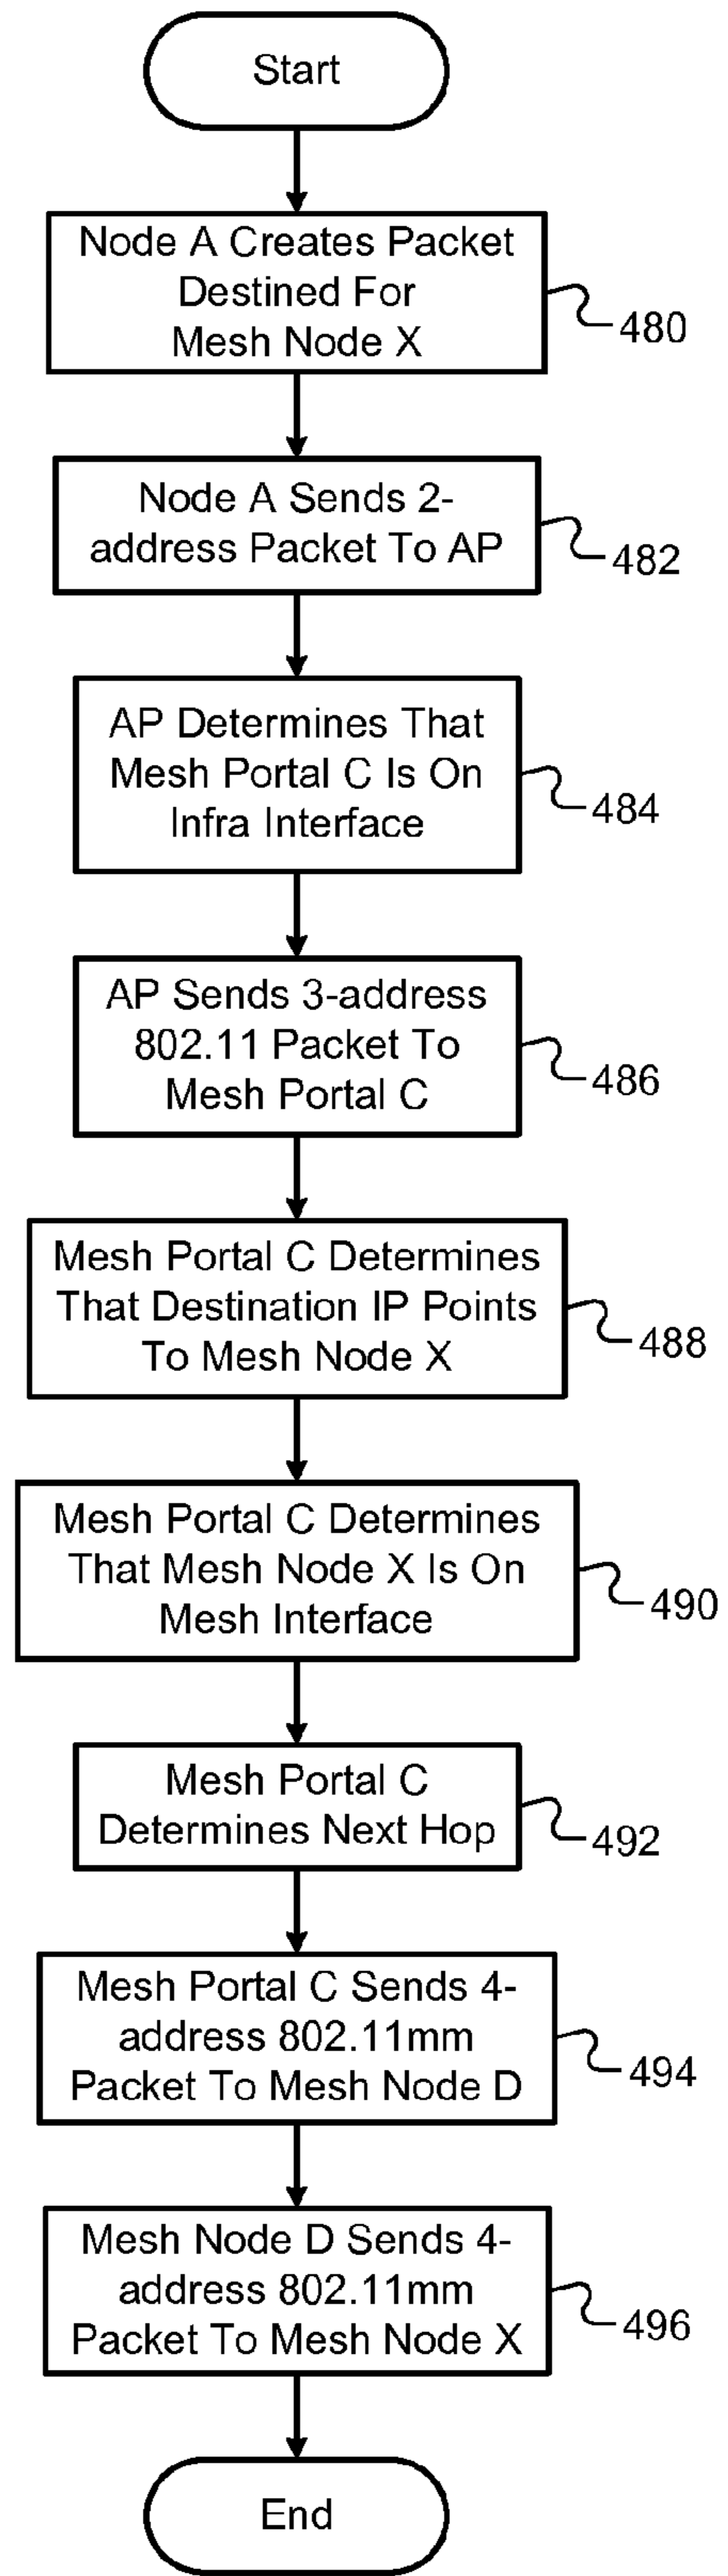 Start
Node A Creates Packet
Destined For
Mesh Node X
480
Node A Sends 2-
address Packet To AP
482
AP Determines That
Mesh Portal C Is On
Infra Interface
484
AP Sends 3-address
802.11 Packet To
Mesh Portal C
486
Mesh Portal C Determines
That Destination IP Points
To Mesh Node X
488
Mesh Portal C Determines
That Mesh Node X Is On
Mesh Interface
490
Mesh Portal C
Determines Next Hop
492
Mesh Portal C Sends 4-
address 802.11mm
Packet To Mesh Node D
494
Mesh Node D Sends 4-
address 802.11mm
Packet To Mesh Node X
496
End